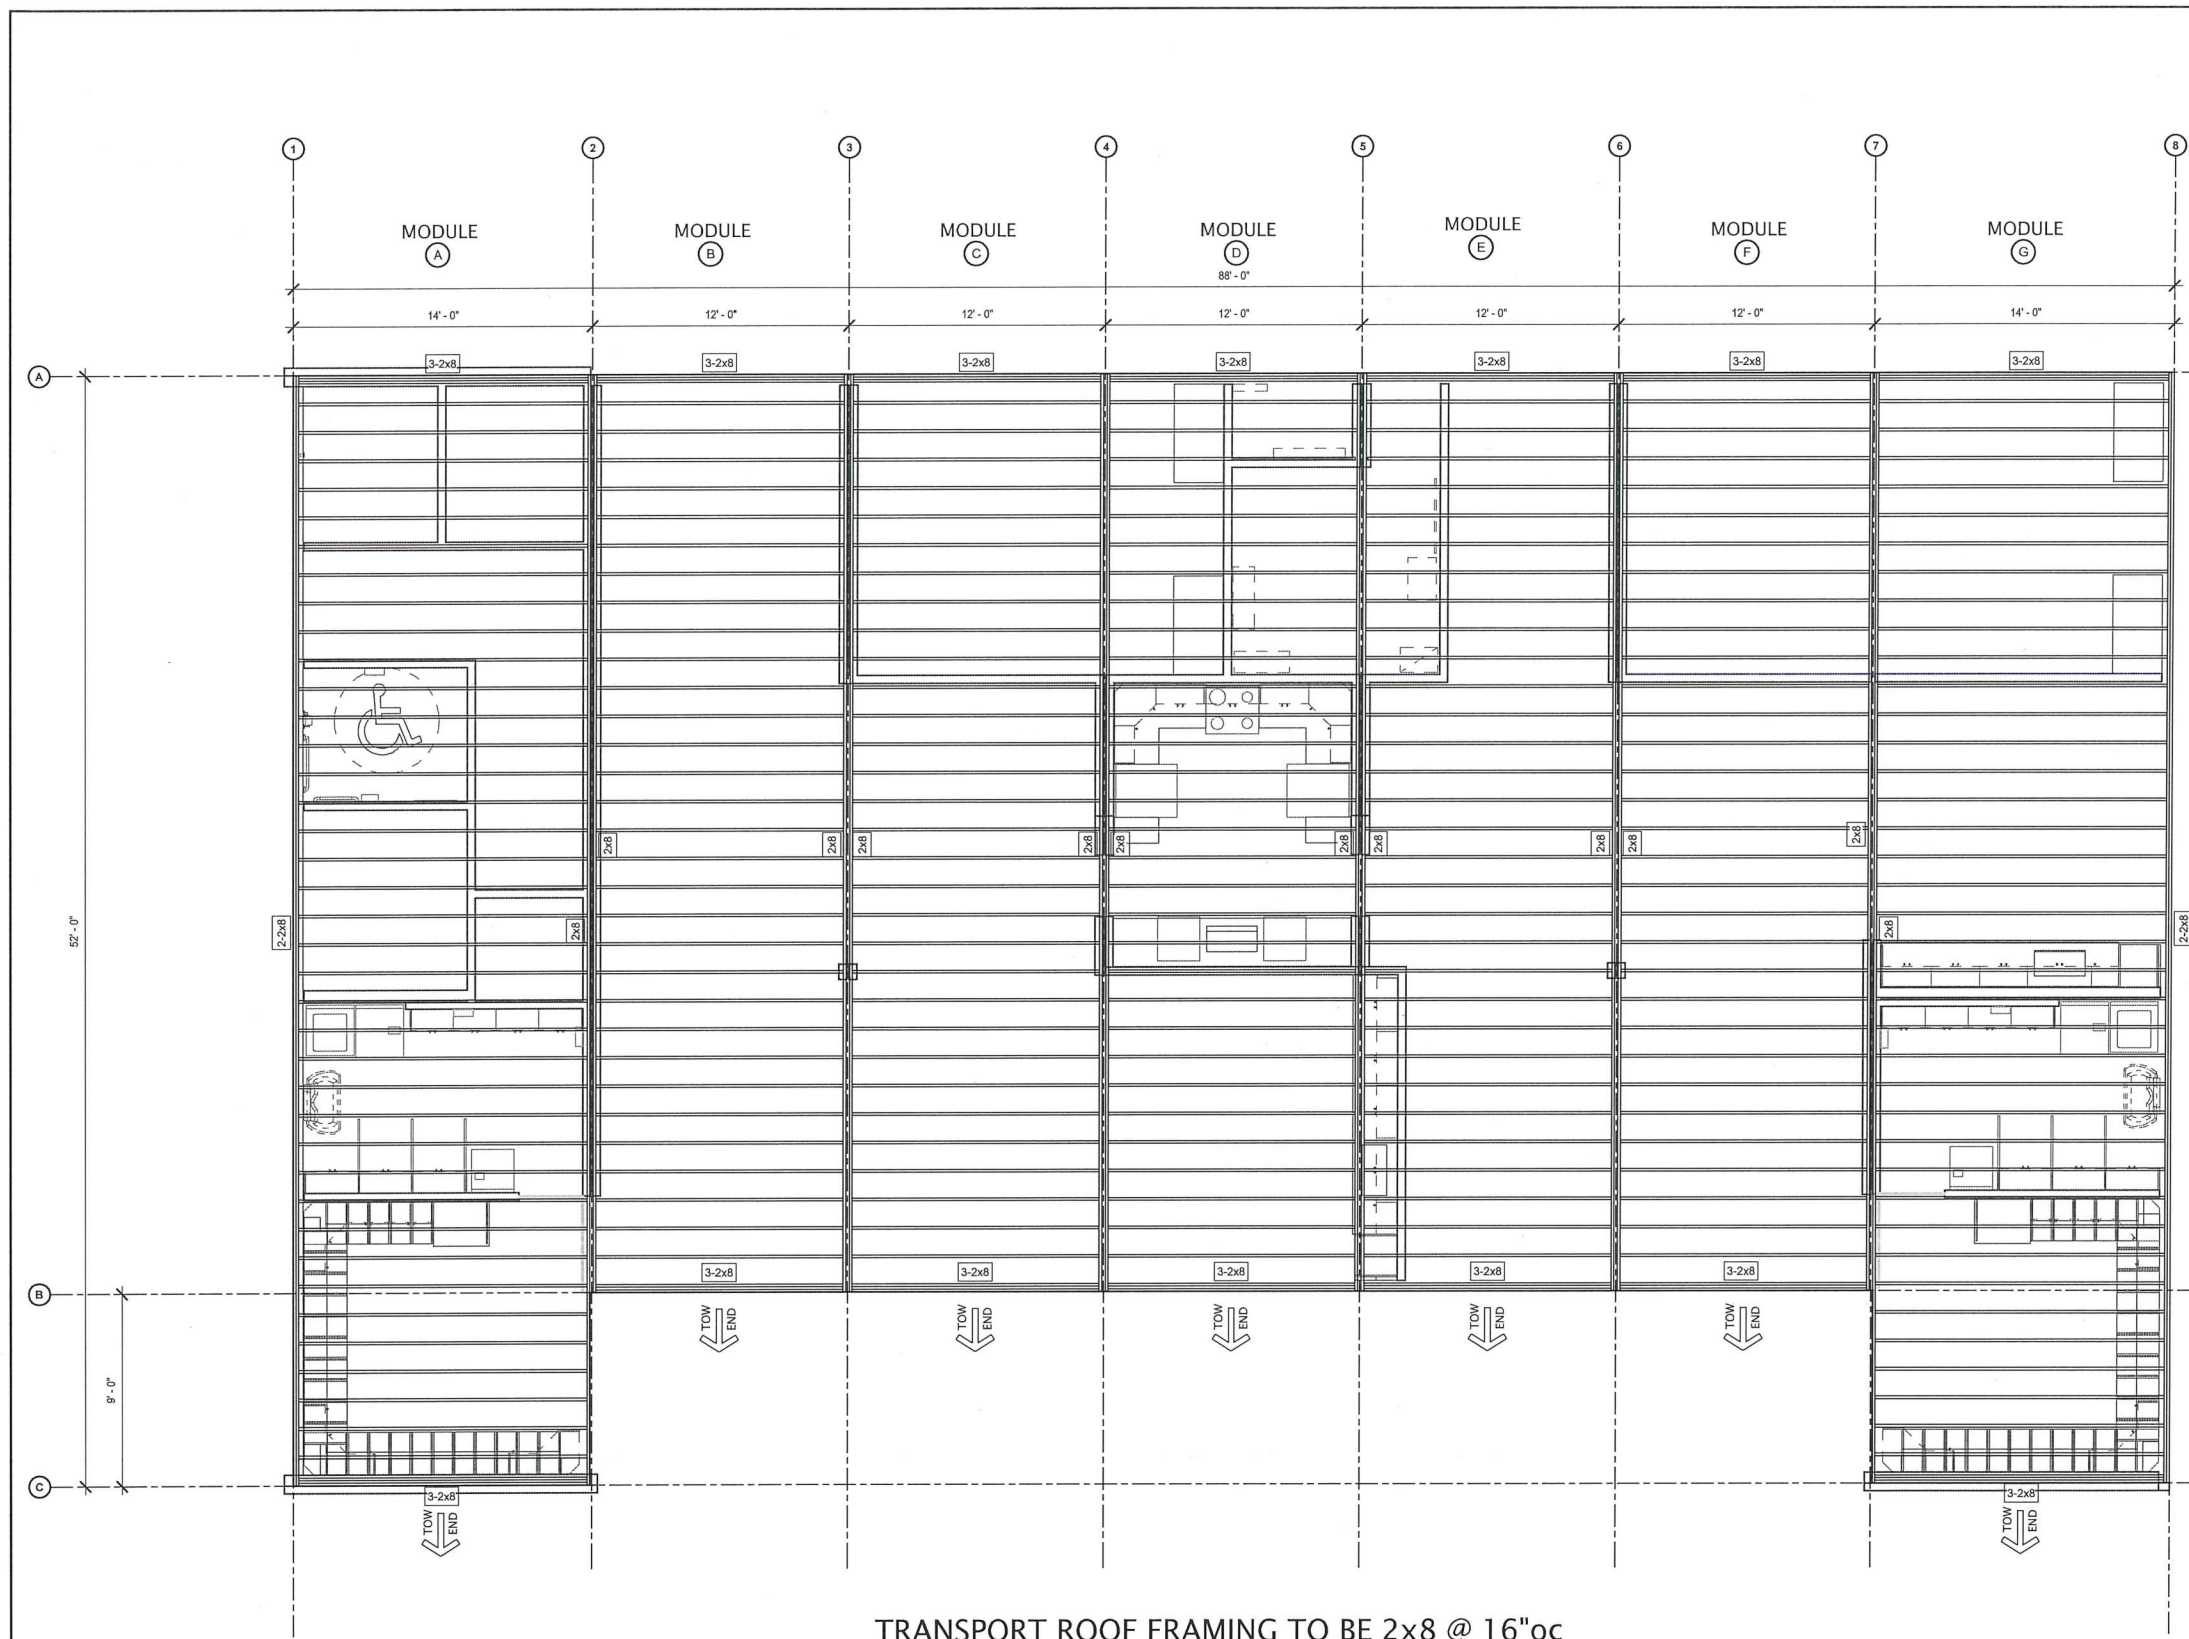 1 2 3 4 5 6 7 8
MODULE MODULE MODULE MODULE MODULE MODULE MODULE
A B C D E F G
88' - 0"
14' - 0" 12' - 0" 12' - 0" 12' - 0" 12' - 0" 12' - 0" 14' - 0"
A
3-2x8 3-2x8 3-2x8 3-2x8 3-2x8 3-2x8 3-2x8
2x8 2x8 2x8 2x8 2x8 2x8 2x8 2x8 2x8 2x8
52' - 0"
2-2x8 2x8 2x8 2-2x8
B
3-2x8 3-2x8 3-2x8 3-2x8 3-2x8
TOW END TOW END TOW END TOW END TOW END
9' - 0"
C
3-2x8 3-2x8
TOW END TOW END
TRANSPORT ROOF FRAMING TO BE 2x8 @ 16"oc